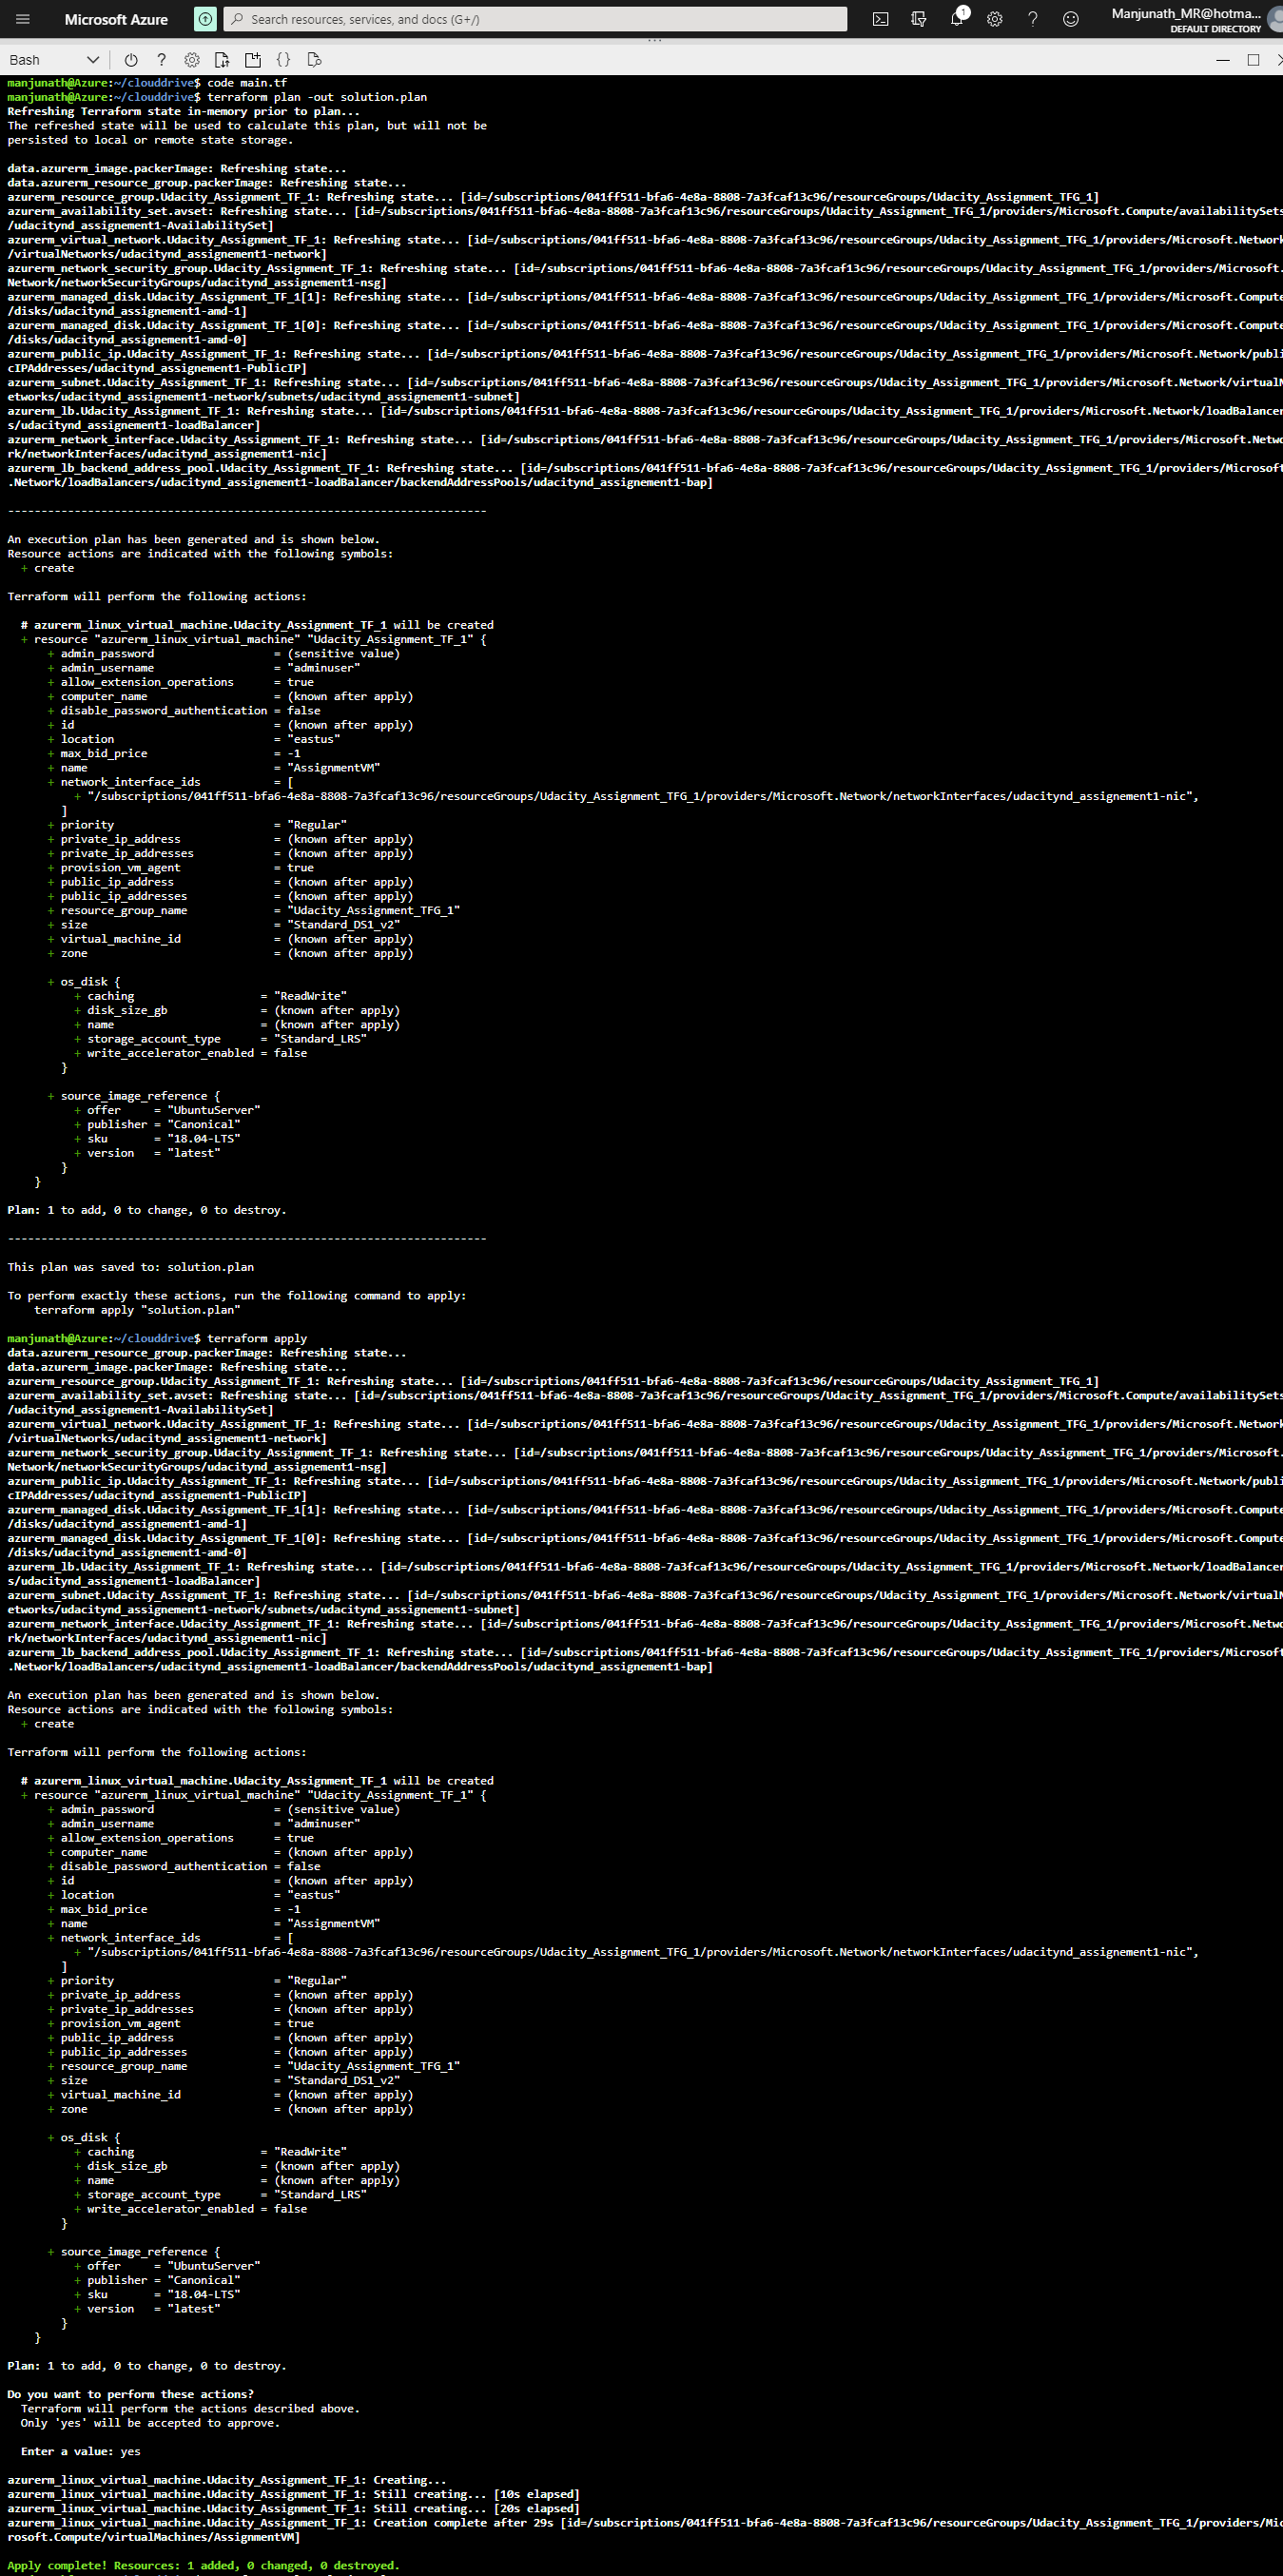 Microsoft Azure
Search resources, services, and docs (G+/)
1
Manjunath_MR@hotma...
DEFAULT DIRECTORY
Bash
manjunath@Azure:~/clouddrive$ code main.tf
manjunath@Azure:~/clouddrive$ terraform plan -out solution.plan
Refreshing Terraform state in-memory prior to plan...
The refreshed state will be used to calculate this plan, but will not be
persisted to local or remote state storage.
data.azurerm_image.packerImage: Refreshing state...
data.azurerm_resource_group.packerImage: Refreshing state...
azurerm_resource_group.Udacity_Assignment_TF_1: Refreshing state... [id=/subscriptions/041ff511-bfa6-4e8a-8808-7a3fcaf13c96/resourceGroups/Udacity_Assignment_TFG_1]
azurerm_availability_set.avset: Refreshing state... [id=/subscriptions/041ff511-bfa6-4e8a-8808-7a3fcaf13c96/resourceGroups/Udacity_Assignment_TFG_1/providers/Microsoft.Compute/availabilitySets
/udacitynd_assignement1-AvailabilitySet]
azurerm_virtual_network.Udacity_Assignment_TF_1: Refreshing state... [id=/subscriptions/041ff511-bfa6-4e8a-8808-7a3fcaf13c96/resourceGroups/Udacity_Assignment_TFG_1/providers/Microsoft.Network
/virtualNetworks/udacitynd_assignement1-network]
azurerm_network_security_group.Udacity_Assignment_TF_1: Refreshing state... [id=/subscriptions/041ff511-bfa6-4e8a-8808-7a3fcaf13c96/resourceGroups/Udacity_Assignment_TFG_1/providers/Microsoft.
Network/networkSecurityGroups/udacitynd_assignement1-nsg]
azurerm_managed_disk.Udacity_Assignment_TF_1[1]: Refreshing state... [id=/subscriptions/041ff511-bfa6-4e8a-8808-7a3fcaf13c96/resourceGroups/Udacity_Assignment_TFG_1/providers/Microsoft.Compute
/disks/udacitynd_assignement1-amd-1]
azurerm_managed_disk.Udacity_Assignment_TF_1[0]: Refreshing state... [id=/subscriptions/041ff511-bfa6-4e8a-8808-7a3fcaf13c96/resourceGroups/Udacity_Assignment_TFG_1/providers/Microsoft.Compute
/disks/udacitynd_assignement1-amd-0]
azurerm_public_ip.Udacity_Assignment_TF_1: Refreshing state... [id=/subscriptions/041ff511-bfa6-4e8a-8808-7a3fcaf13c96/resourceGroups/Udacity_Assignment_TFG_1/providers/Microsoft.Network/publi
cIPAddresses/udacitynd_assignement1-PublicIP]
azurerm_subnet.Udacity_Assignment_TF_1: Refreshing state... [id=/subscriptions/041ff511-bfa6-4e8a-8808-7a3fcaf13c96/resourceGroups/Udacity_Assignment_TFG_1/providers/Microsoft.Network/virtualN
etworks/udacitynd_assignement1-network/subnets/udacitynd_assignement1-subnet]
azurerm_lb.Udacity_Assignment_TF_1: Refreshing state... [id=/subscriptions/041ff511-bfa6-4e8a-8808-7a3fcaf13c96/resourceGroups/Udacity_Assignment_TFG_1/providers/Microsoft.Network/loadBalancer
s/udacitynd_assignement1-loadBalancer]
azurerm_network_interface.Udacity_Assignment_TF_1: Refreshing state... [id=/subscriptions/041ff511-bfa6-4e8a-8808-7a3fcaf13c96/resourceGroups/Udacity_Assignment_TFG_1/providers/Microsoft.Netwo
rk/networkInterfaces/udacitynd_assignement1-nic]
azurerm_lb_backend_address_pool.Udacity_Assignment_TF_1: Refreshing state... [id=/subscriptions/041ff511-bfa6-4e8a-8808-7a3fcaf13c96/resourceGroups/Udacity_Assignment_TFG_1/providers/Microsoft
.Network/loadBalancers/udacitynd_assignement1-loadBalancer/backendAddressPools/udacitynd_assignement1-bap]
------------------------------------------------------------------------
An execution plan has been generated and is shown below.
Resource actions are indicated with the following symbols:
+ create
Terraform will perform the following actions:
# azurerm_linux_virtual_machine.Udacity_Assignment_TF_1 will be created
+ resource "azurerm_linux_virtual_machine" "Udacity_Assignment_TF_1" {
+ admin_password = (sensitive value)
+ admin_username = "adminuser"
+ allow_extension_operations = true
+ computer_name = (known after apply)
+ disable_password_authentication = false
+ id = (known after apply)
+ location = "eastus"
+ max_bid_price = -1
+ name = "AssignmentVM"
+ network_interface_ids = [
+ "/subscriptions/041ff511-bfa6-4e8a-8808-7a3fcaf13c96/resourceGroups/Udacity_Assignment_TFG_1/providers/Microsoft.Network/networkInterfaces/udacitynd_assignement1-nic",
]
+ priority = "Regular"
+ private_ip_address = (known after apply)
+ private_ip_addresses = (known after apply)
+ provision_vm_agent = true
+ public_ip_address = (known after apply)
+ public_ip_addresses = (known after apply)
+ resource_group_name = "Udacity_Assignment_TFG_1"
+ size = "Standard_DS1_v2"
+ virtual_machine_id = (known after apply)
+ zone = (known after apply)
+ os_disk {
+ caching = "ReadWrite"
+ disk_size_gb = (known after apply)
+ name = (known after apply)
+ storage_account_type = "Standard_LRS"
+ write_accelerator_enabled = false
}
+ source_image_reference {
+ offer = "UbuntuServer"
+ publisher = "Canonical"
+ sku = "18.04-LTS"
+ version = "latest"
}
}
Plan: 1 to add, 0 to change, 0 to destroy.
------------------------------------------------------------------------
This plan was saved to: solution.plan
To perform exactly these actions, run the following command to apply:
terraform apply "solution.plan"
manjunath@Azure:~/clouddrive$ terraform apply
data.azurerm_resource_group.packerImage: Refreshing state...
data.azurerm_image.packerImage: Refreshing state...
azurerm_resource_group.Udacity_Assignment_TF_1: Refreshing state... [id=/subscriptions/041ff511-bfa6-4e8a-8808-7a3fcaf13c96/resourceGroups/Udacity_Assignment_TFG_1]
azurerm_availability_set.avset: Refreshing state... [id=/subscriptions/041ff511-bfa6-4e8a-8808-7a3fcaf13c96/resourceGroups/Udacity_Assignment_TFG_1/providers/Microsoft.Compute/availabilitySets
/udacitynd_assignement1-AvailabilitySet]
azurerm_virtual_network.Udacity_Assignment_TF_1: Refreshing state... [id=/subscriptions/041ff511-bfa6-4e8a-8808-7a3fcaf13c96/resourceGroups/Udacity_Assignment_TFG_1/providers/Microsoft.Network
/virtualNetworks/udacitynd_assignement1-network]
azurerm_network_security_group.Udacity_Assignment_TF_1: Refreshing state... [id=/subscriptions/041ff511-bfa6-4e8a-8808-7a3fcaf13c96/resourceGroups/Udacity_Assignment_TFG_1/providers/Microsoft.
Network/networkSecurityGroups/udacitynd_assignement1-nsg]
azurerm_public_ip.Udacity_Assignment_TF_1: Refreshing state... [id=/subscriptions/041ff511-bfa6-4e8a-8808-7a3fcaf13c96/resourceGroups/Udacity_Assignment_TFG_1/providers/Microsoft.Network/publi
cIPAddresses/udacitynd_assignement1-PublicIP]
azurerm_managed_disk.Udacity_Assignment_TF_1[1]: Refreshing state... [id=/subscriptions/041ff511-bfa6-4e8a-8808-7a3fcaf13c96/resourceGroups/Udacity_Assignment_TFG_1/providers/Microsoft.Compute
/disks/udacitynd_assignement1-amd-1]
azurerm_managed_disk.Udacity_Assignment_TF_1[0]: Refreshing state... [id=/subscriptions/041ff511-bfa6-4e8a-8808-7a3fcaf13c96/resourceGroups/Udacity_Assignment_TFG_1/providers/Microsoft.Compute
/disks/udacitynd_assignement1-amd-0]
azurerm_lb.Udacity_Assignment_TF_1: Refreshing state... [id=/subscriptions/041ff511-bfa6-4e8a-8808-7a3fcaf13c96/resourceGroups/Udacity_Assignment_TFG_1/providers/Microsoft.Network/loadBalancer
s/udacitynd_assignement1-loadBalancer]
azurerm_subnet.Udacity_Assignment_TF_1: Refreshing state... [id=/subscriptions/041ff511-bfa6-4e8a-8808-7a3fcaf13c96/resourceGroups/Udacity_Assignment_TFG_1/providers/Microsoft.Network/virtualN
etworks/udacitynd_assignement1-network/subnets/udacitynd_assignement1-subnet]
azurerm_network_interface.Udacity_Assignment_TF_1: Refreshing state... [id=/subscriptions/041ff511-bfa6-4e8a-8808-7a3fcaf13c96/resourceGroups/Udacity_Assignment_TFG_1/providers/Microsoft.Netwo
rk/networkInterfaces/udacitynd_assignement1-nic]
azurerm_lb_backend_address_pool.Udacity_Assignment_TF_1: Refreshing state... [id=/subscriptions/041ff511-bfa6-4e8a-8808-7a3fcaf13c96/resourceGroups/Udacity_Assignment_TFG_1/providers/Microsoft
.Network/loadBalancers/udacitynd_assignement1-loadBalancer/backendAddressPools/udacitynd_assignement1-bap]
An execution plan has been generated and is shown below.
Resource actions are indicated with the following symbols:
+ create
Terraform will perform the following actions:
# azurerm_linux_virtual_machine.Udacity_Assignment_TF_1 will be created
+ resource "azurerm_linux_virtual_machine" "Udacity_Assignment_TF_1" {
+ admin_password = (sensitive value)
+ admin_username = "adminuser"
+ allow_extension_operations = true
+ computer_name = (known after apply)
+ disable_password_authentication = false
+ id = (known after apply)
+ location = "eastus"
+ max_bid_price = -1
+ name = "AssignmentVM"
+ network_interface_ids = [
+ "/subscriptions/041ff511-bfa6-4e8a-8808-7a3fcaf13c96/resourceGroups/Udacity_Assignment_TFG_1/providers/Microsoft.Network/networkInterfaces/udacitynd_assignement1-nic",
]
+ priority = "Regular"
+ private_ip_address = (known after apply)
+ private_ip_addresses = (known after apply)
+ provision_vm_agent = true
+ public_ip_address = (known after apply)
+ public_ip_addresses = (known after apply)
+ resource_group_name = "Udacity_Assignment_TFG_1"
+ size = "Standard_DS1_v2"
+ virtual_machine_id = (known after apply)
+ zone = (known after apply)
+ os_disk {
+ caching = "ReadWrite"
+ disk_size_gb = (known after apply)
+ name = (known after apply)
+ storage_account_type = "Standard_LRS"
+ write_accelerator_enabled = false
}
+ source_image_reference {
+ offer = "UbuntuServer"
+ publisher = "Canonical"
+ sku = "18.04-LTS"
+ version = "latest"
}
}
Plan: 1 to add, 0 to change, 0 to destroy.
Do you want to perform these actions?
Terraform will perform the actions described above.
Only 'yes' will be accepted to approve.
Enter a value: yes
azurerm_linux_virtual_machine.Udacity_Assignment_TF_1: Creating...
azurerm_linux_virtual_machine.Udacity_Assignment_TF_1: Still creating... [10s elapsed]
azurerm_linux_virtual_machine.Udacity_Assignment_TF_1: Still creating... [20s elapsed]
azurerm_linux_virtual_machine.Udacity_Assignment_TF_1: Creation complete after 29s [id=/subscriptions/041ff511-bfa6-4e8a-8808-7a3fcaf13c96/resourceGroups/Udacity_Assignment_TFG_1/providers/Mic
rosoft.Compute/virtualMachines/AssignmentVM]
Apply complete! Resources: 1 added, 0 changed, 0 destroyed.